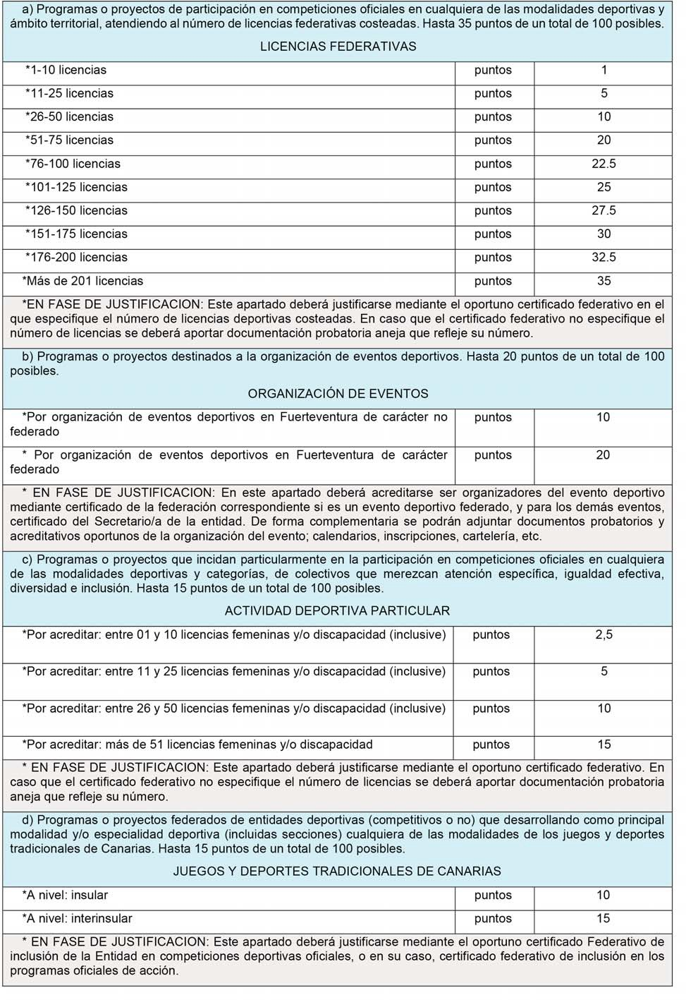 a) Programas o proyectos de participación en competiciones oficiales en cualquiera de las modalidades deportivas y
ámbito territorial, atendiendo al número de licencias federativas costeadas. Hasta 35 puntos de un total de 100 posibles.
LICENCIAS FEDERATIVAS
*1-10 licencias puntos 1
*11-25 licencias puntos 5
*26-50 licencias puntos 10
*51-75 licencias puntos 20
*76-100 licencias puntos 22.5
*101-125 licencias puntos 25
*126-150 licencias puntos 27.5
*151-175 licencias puntos 30
*176-200 licencias puntos 32.5
*Más de 201 licencias puntos 35
*EN FASE DE JUSTIFICACION: Este apartado deberá justificarse mediante el oportuno certificado federativo en el
que especifique el número de licencias deportivas costeadas. En caso que el certificado federativo no especifique el
número de licencias se deberá aportar documentación probatoria aneja que refleje su número.
b) Programas o proyectos destinados a la organización de eventos deportivos. Hasta 20 puntos de un total de 100
posibles.
ORGANIZACIÓN DE EVENTOS
*Por organización de eventos deportivos en Fuerteventura de carácter no puntos 10
federado
* Por organización de eventos deportivos en Fuerteventura de carácter puntos 20
federado
* EN FASE DE JUSTIFICACION: En este apartado deberá acreditarse ser organizadores del evento deportivo
mediante certificado de la federación correspondiente si es un evento deportivo federado, y para los demás eventos,
certificado del Secretario/a de la entidad. De forma complementaria se podrán adjuntar documentos probatorios y
acreditativos oportunos de la organización del evento; calendarios, inscripciones, cartelería, etc.
c) Programas o proyectos que incidan particularmente en la participación en competiciones oficiales en cualquiera
de las modalidades deportivas y categorías, de colectivos que merezcan atención específica, igualdad efectiva,
diversidad e inclusión. Hasta 15 puntos de un total de 100 posibles.
ACTIVIDAD DEPORTIVA PARTICULAR
*Por acreditar: entre 01 y 10 licencias femeninas y/o discapacidad (inclusive) puntos 2,5
*Por acreditar: entre 11 y 25 licencias femeninas y/o discapacidad (inclusive) puntos 5
*Por acreditar: entre 26 y 50 licencias femeninas y/o discapacidad (inclusive) puntos 10
*Por acreditar: más de 51 licencias femeninas y/o discapacidad puntos 15
* EN FASE DE JUSTIFICACION: Este apartado deberá justificarse mediante el oportuno certificado federativo. En
caso que el certificado federativo no especifique el número de licencias se deberá aportar documentación probatoria
aneja que refleje su número.
d) Programas o proyectos federados de entidades deportivas (competitivos o no) que desarrollando como principal
modalidad y/o especialidad deportiva (incluidas secciones) cualquiera de las modalidades de los juegos y deportes
tradicionales de Canarias. Hasta 15 puntos de un total de 100 posibles.
JUEGOS Y DEPORTES TRADICIONALES DE CANARIAS
*A nivel: insular puntos 10
*A nivel: interinsular puntos 15
* EN FASE DE JUSTIFICACION: Este apartado deberá justificarse mediante el oportuno certificado Federativo de
inclusión de la Entidad en competiciones deportivas oficiales, o en su caso, certificado federativo de inclusión en los
programas oficiales de acción.